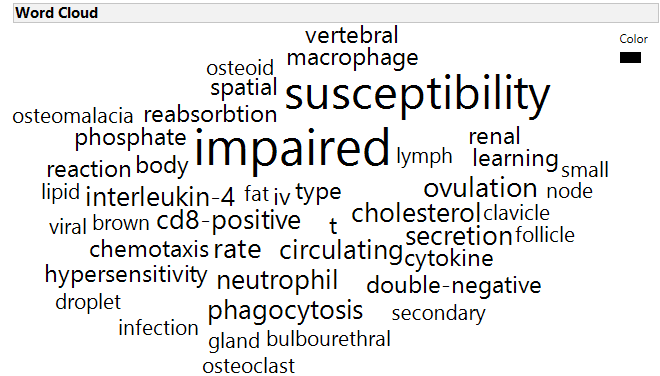 Word Cloud
Color
vertebral
macrophage
osteoid
spatial
susceptibility
osteomalacia
reabsorbtion
phosphate
impaired
renal
lymph
learning
reaction
body
small
lipid
interleukin-4
fat
iv
type
ovulation
node
viral
brown
cd8-positive
t
cholesterol
clavicle
secretion
follicle
chemotaxis
rate
circulating
cytokine
hypersensitivity
neutrophil
double-negative
droplet
phagocytosis
secondary
infection
gland
bulbourethral
osteoclast